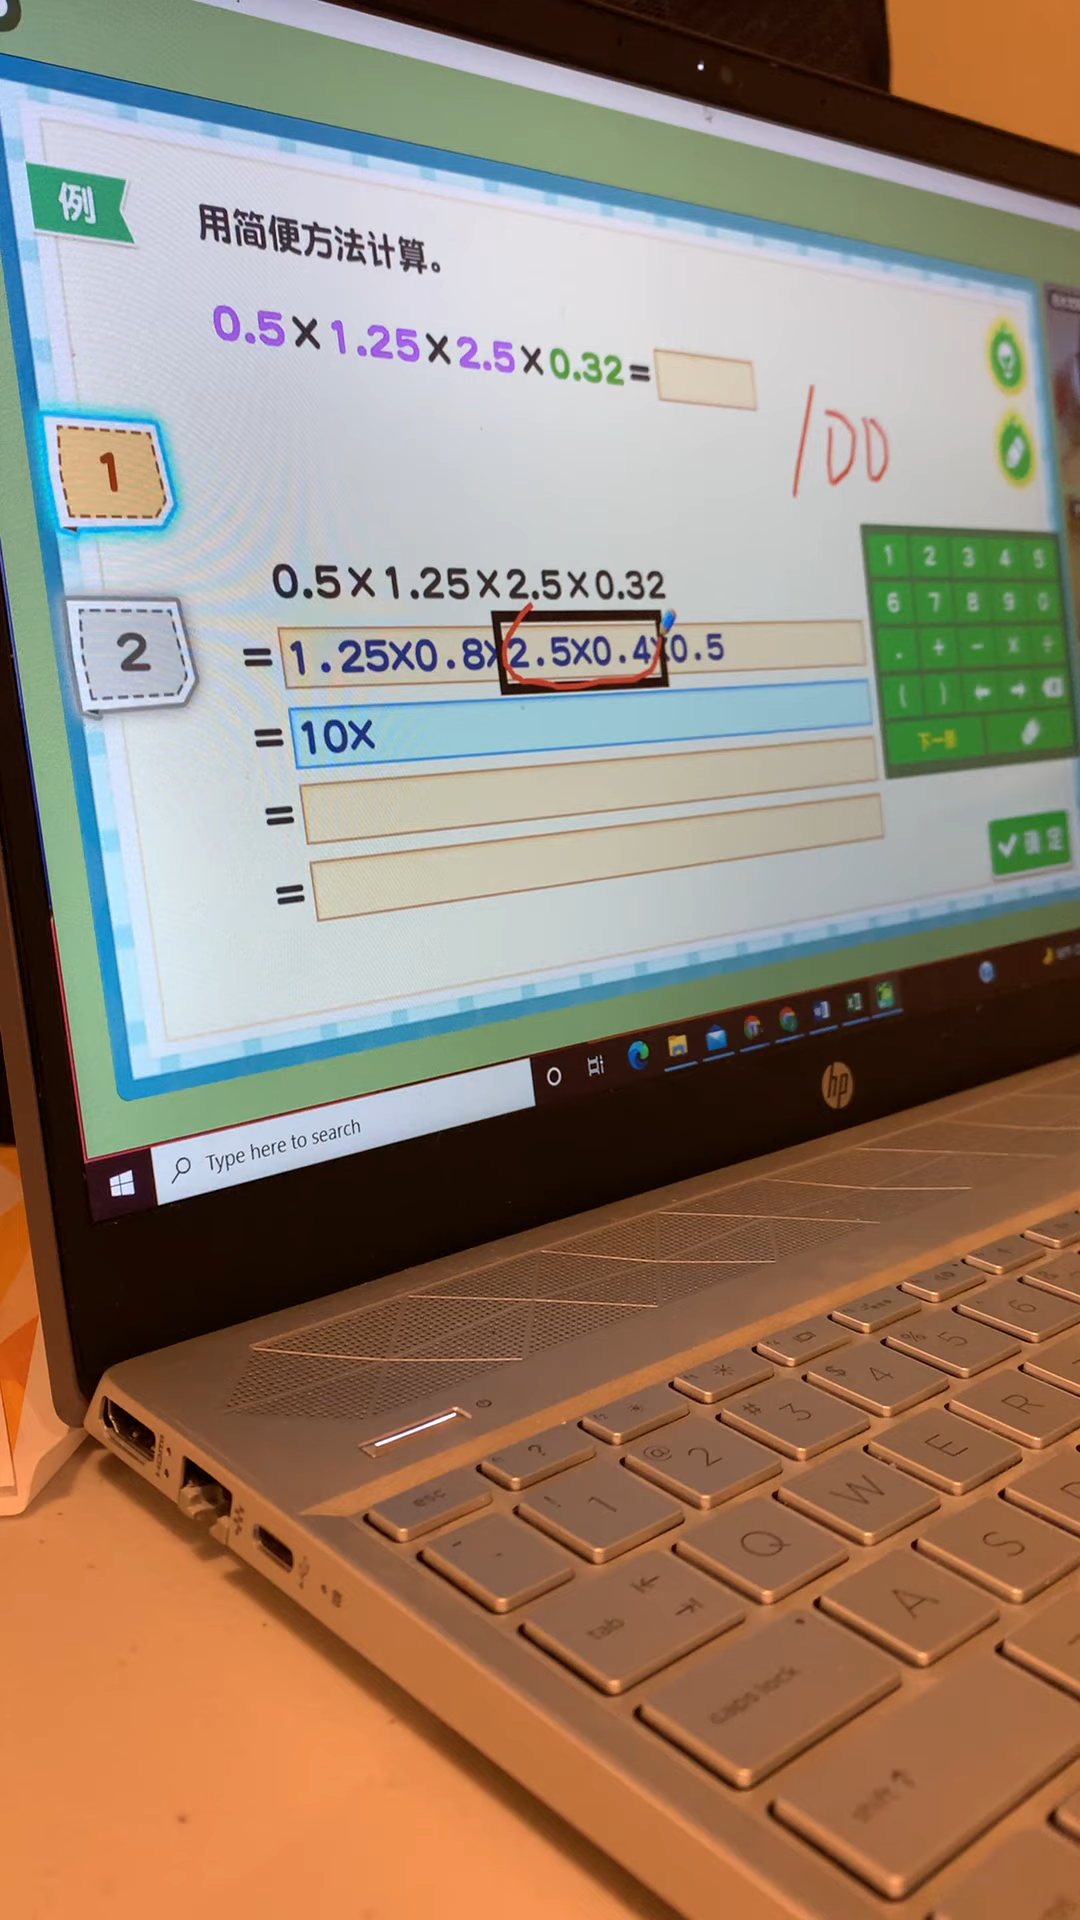 例
用简便方法计算。
0.5×1.25×2.5×0.32=
100
1
0.5×1.25×2.5×0.32
2
=1.25×0.8×2.5×0.4×0.5
=10×
=
=
1 2 3 4 5
6 7 8 9 0
. + - × ÷
( ) ← →
下一题
确定
Type here to search
hp
HDMI
esc
? 
! 1
@ 2
# 3
$ 4
% 5
6
tab
Q
W
E
R
caps lock
A
S
shift